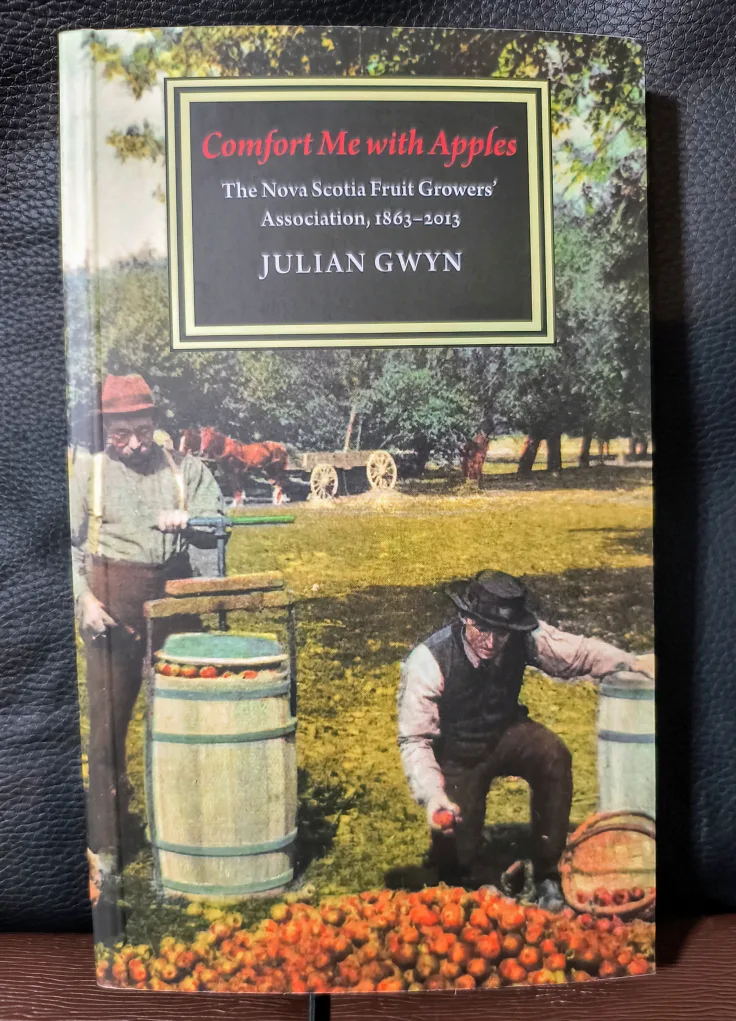 Comfort Me with Apples
The Nova Scotia Fruit Growers'
Association, 1863–2013
JULIAN GWYN